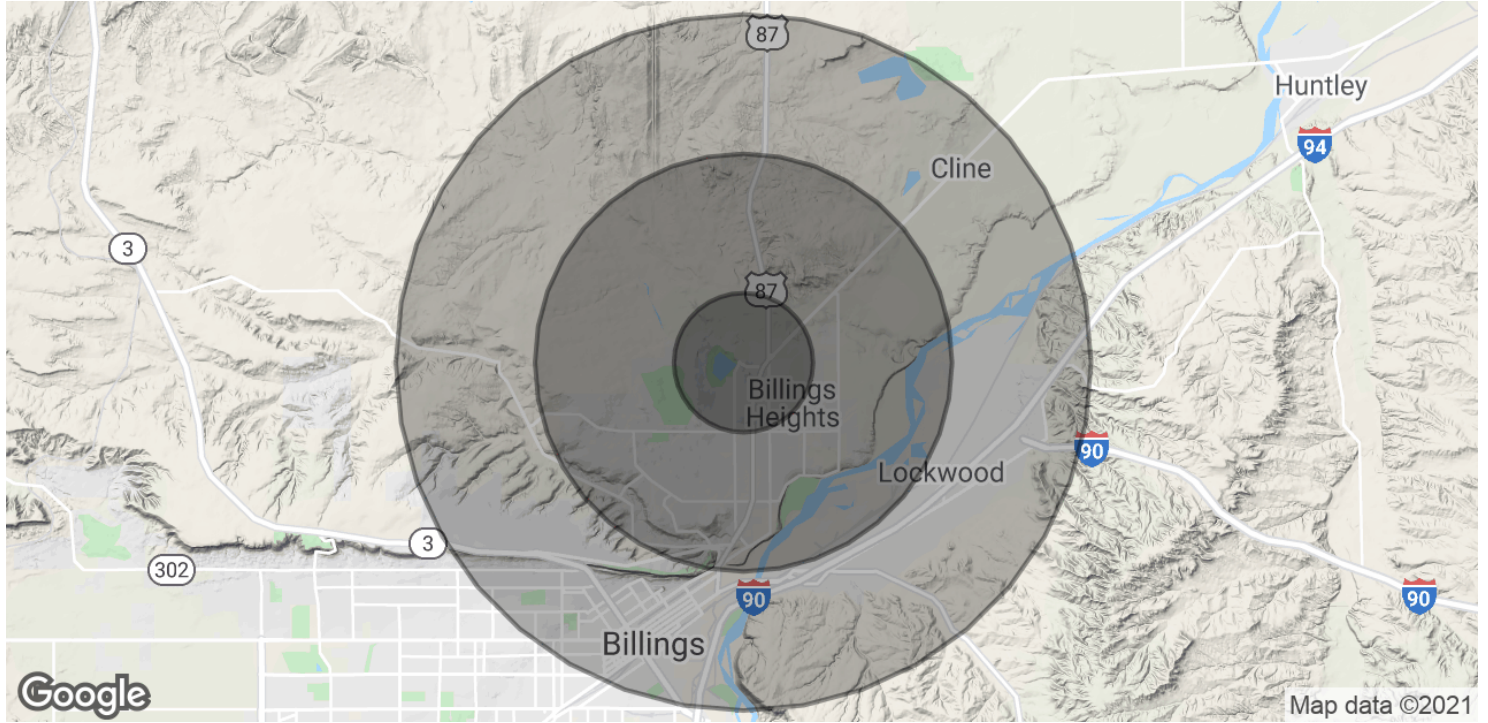 87
Huntley
94
Cline
3
87
Billings
Heights
90
Lockwood
3
302
90
90
Billings
Google
Map data ©2021